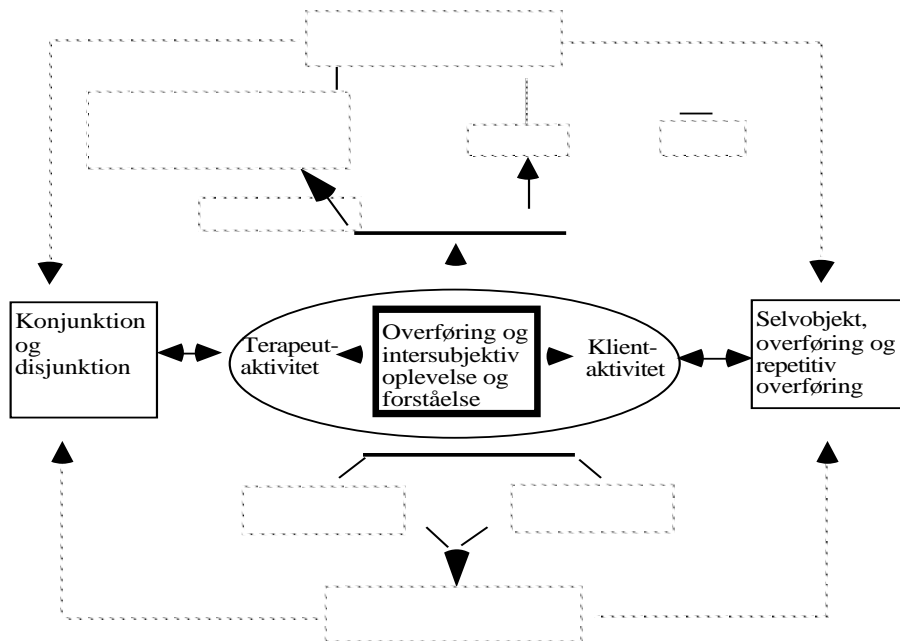 Konjunktion
og
disjunktion
Terapeut-
aktivitet
Overføring og
intersubjektiv
oplevelse og
forståelse
Klient-
aktivitet
Selvobjekt,
overføring og
repetitiv
overføring